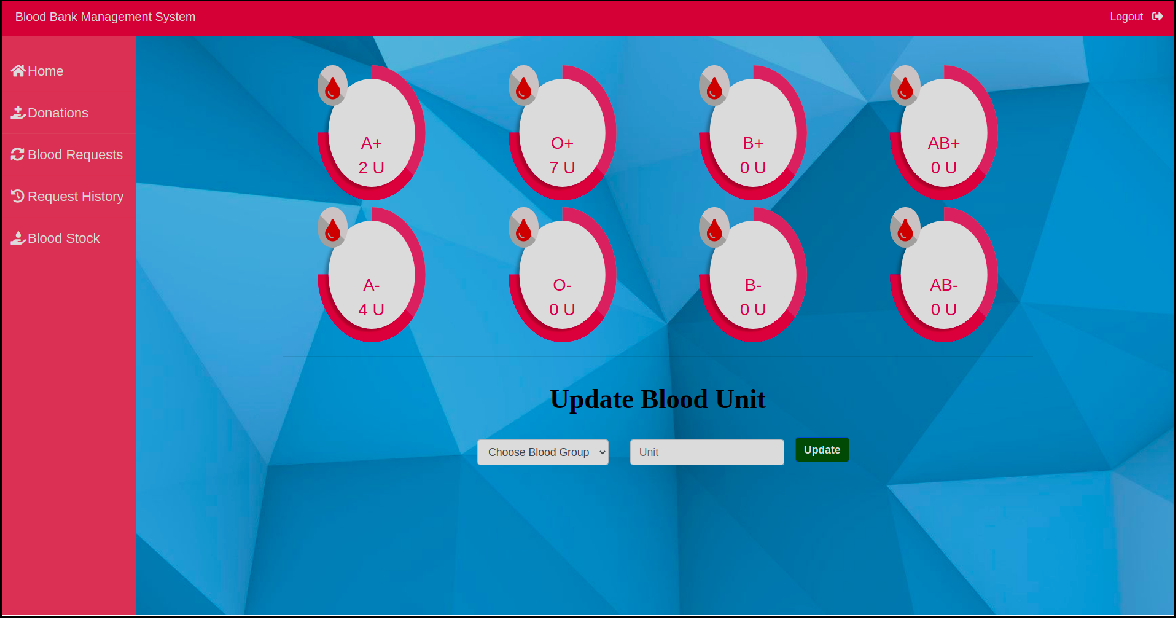 Blood Bank Management System
Logout
Home
Donations
Blood Requests
Request History
Blood Stock
A+
2 U
O+
7 U
B+
0 U
AB+
0 U
A-
4 U
O-
0 U
B-
0 U
AB-
0 U
Update Blood Unit
Choose Blood Group
Unit
Update